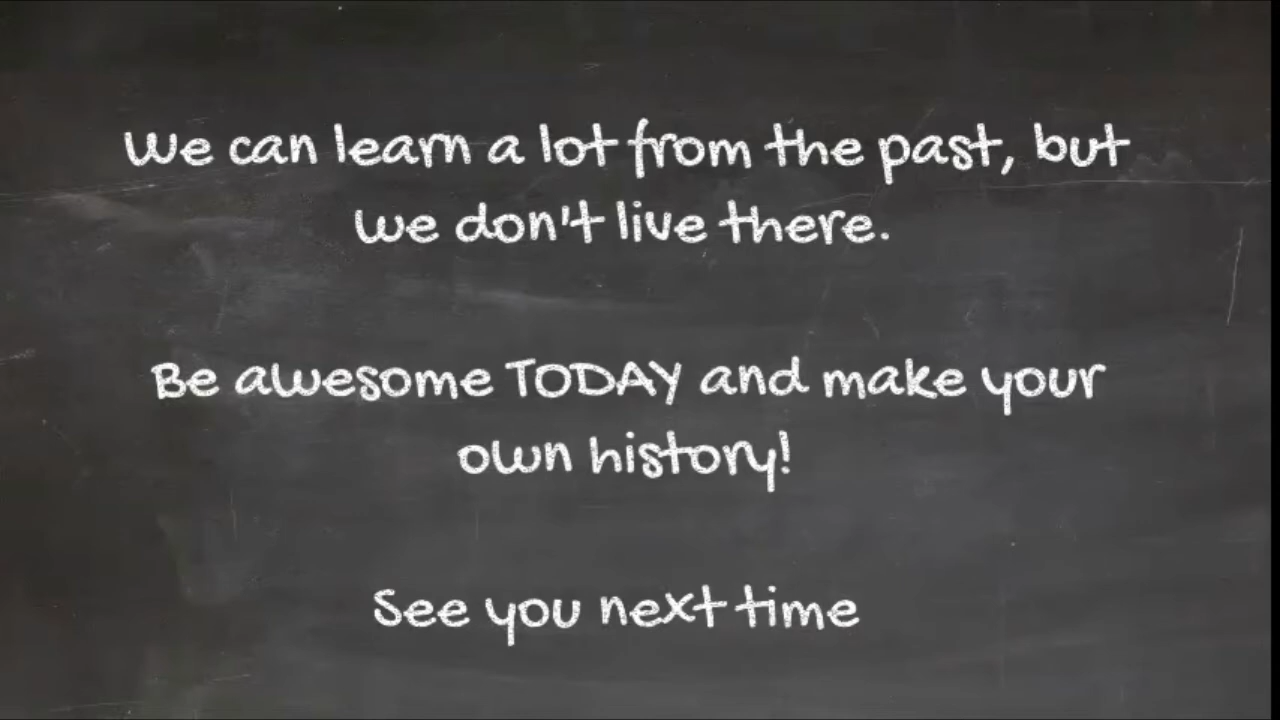 We can learn a lot from the past, but
we don't live there.
Be awesome TODAY and make your
own history!
See you next time